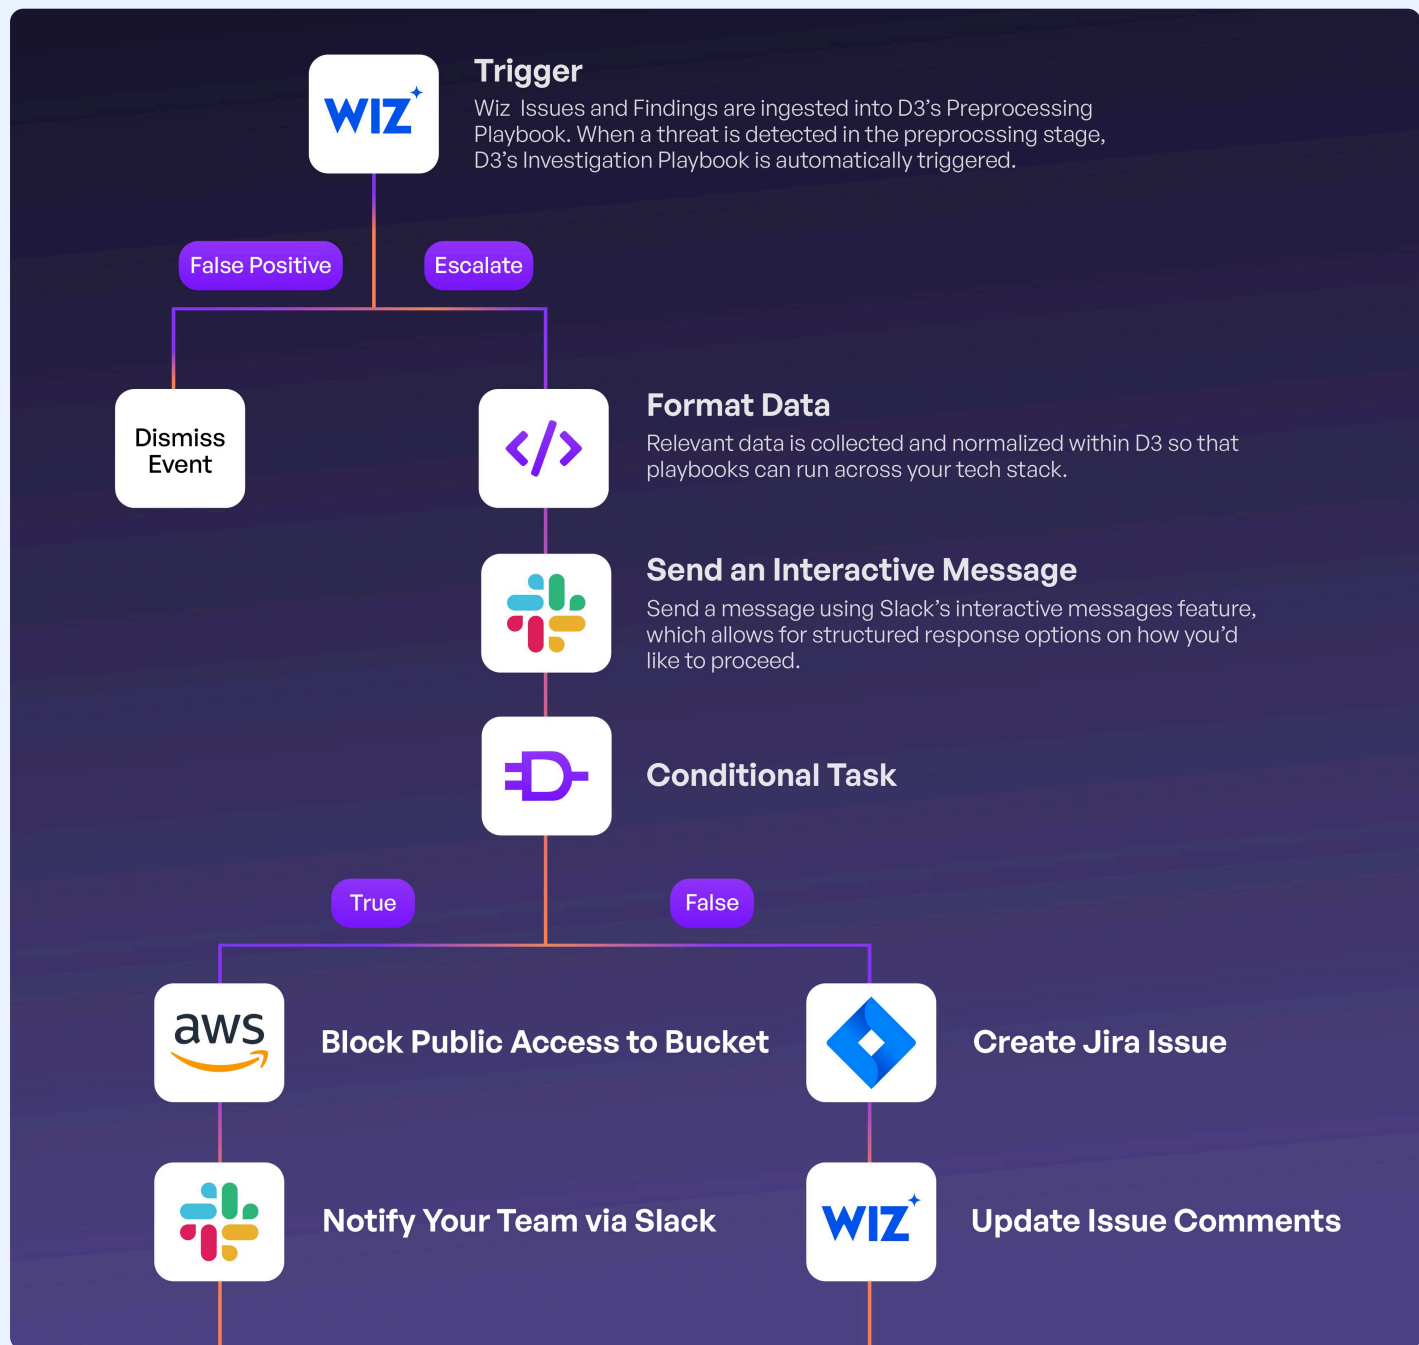 WIZ
Trigger
Wiz Issues and Findings are ingested into D3’s Preprocessing
Playbook. When a threat is detected in the preprocssing stage,
D3’s Investigation Playbook is automatically triggered.
False Positive
Escalate
Dismiss
Event
Format Data
Relevant data is collected and normalized within D3 so that
playbooks can run across your tech stack.
Send an Interactive Message
Send a message using Slack’s interactive messages feature,
which allows for structured response options on how you’d
like to proceed.
Conditional Task
True
False
aws
Block Public Access to Bucket
Create Jira Issue
Notify Your Team via Slack
WIZ
Update Issue Comments